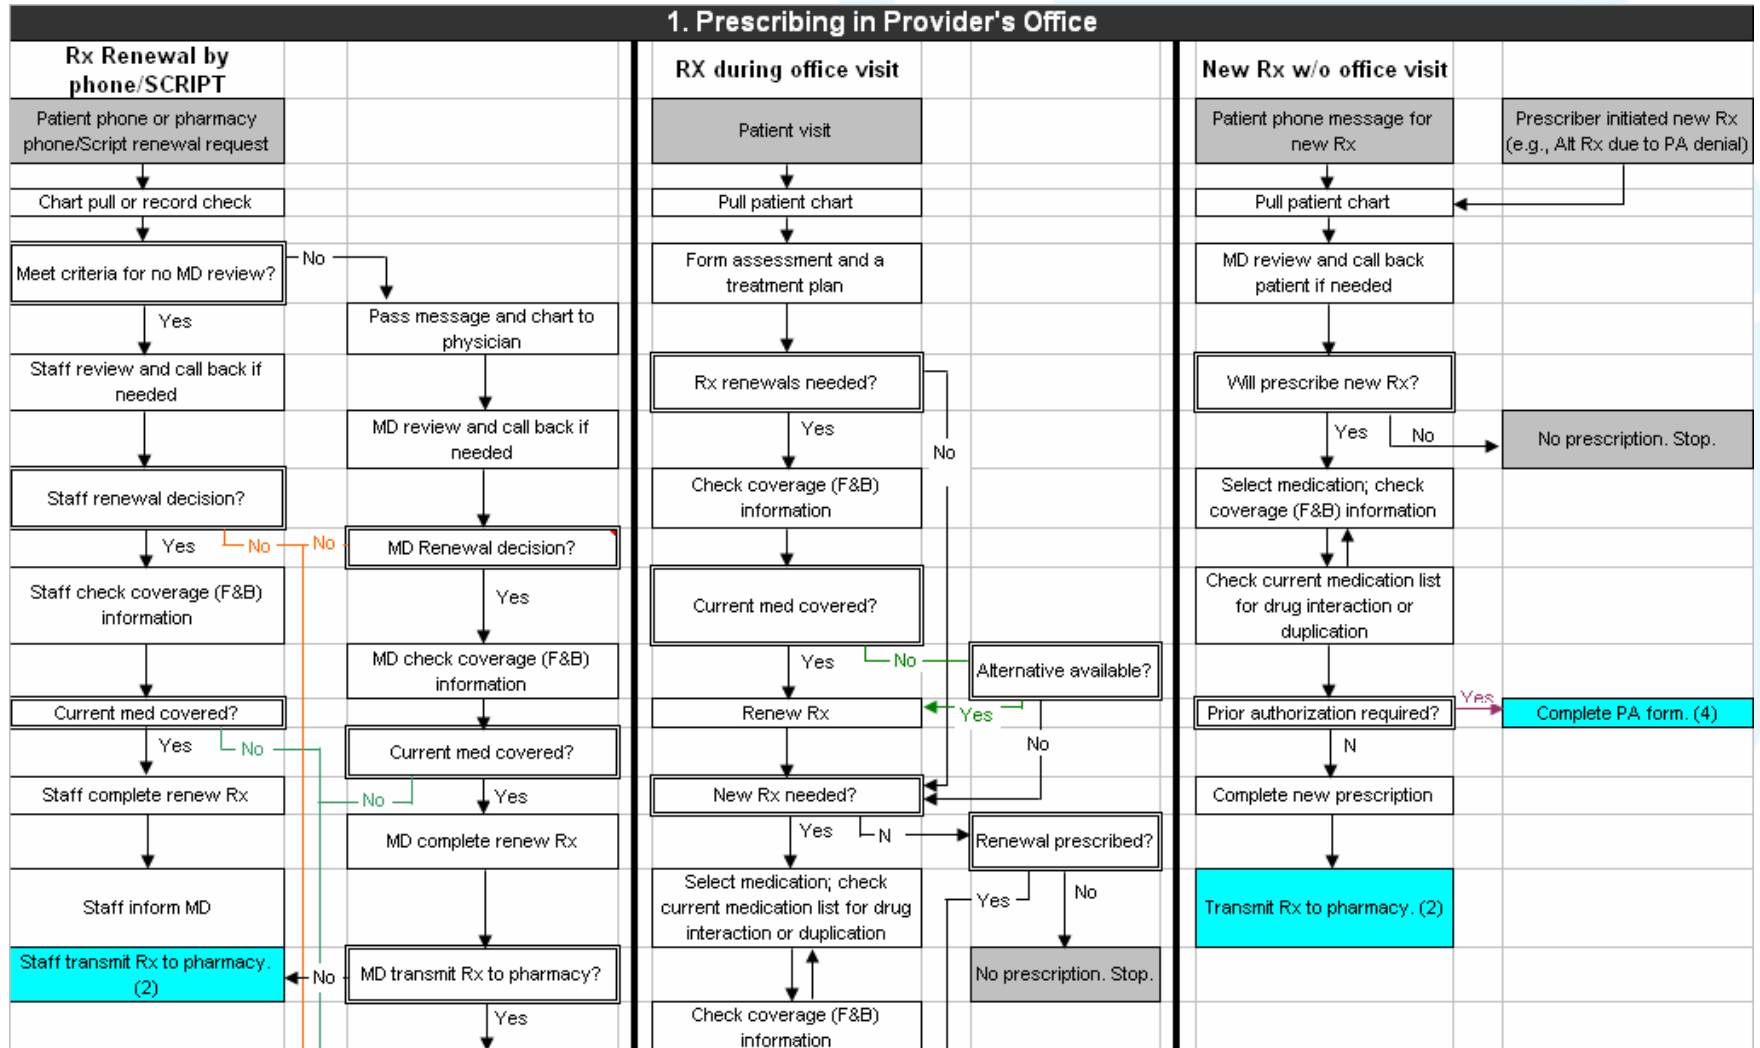 1. Prescribing in Provider's Office
Rx Renewal by
phone/SCRIPT
Patient phone or pharmacy
phone/Script renewal request
Chart pull or record check
Meet criteria for no MD review?
No
Yes
Pass message and chart to
physician
Staff review and call back if
needed
MD review and call back if
needed
Staff renewal decision?
Yes
No
No
MD Renewal decision?
Yes
Staff check coverage (F&B)
information
MD check coverage (F&B)
information
Current med covered?
Yes
No
Current med covered?
No
Yes
Staff complete renew Rx
MD complete renew Rx
Staff inform MD
Staff transmit Rx to pharmacy.
(2)
No
MD transmit Rx to pharmacy?
Yes
RX during office visit
Patient visit
Pull patient chart
Form assessment and a
treatment plan
Rx renewals needed?
Yes
No
Check coverage (F&B)
information
Current med covered?
Yes
No
Alternative available?
Renew Rx
Yes
No
New Rx needed?
Yes
N
Renewal prescribed?
Yes
No
Select medication; check
current medication list for drug
interaction or duplication
No prescription. Stop.
Check coverage (F&B)
information
New Rx w/o office visit
Patient phone message for
new Rx
Prescriber initiated new Rx
(e.g., Alt Rx due to PA denial)
Pull patient chart
MD review and call back
patient if needed
Will prescribe new Rx?
Yes
No
No prescription. Stop.
Select medication; check
coverage (F&B) information
Check current medication list
for drug interaction or
duplication
Prior authorization required?
Yes
Complete PA form. (4)
N
Complete new prescription
Transmit Rx to pharmacy. (2)